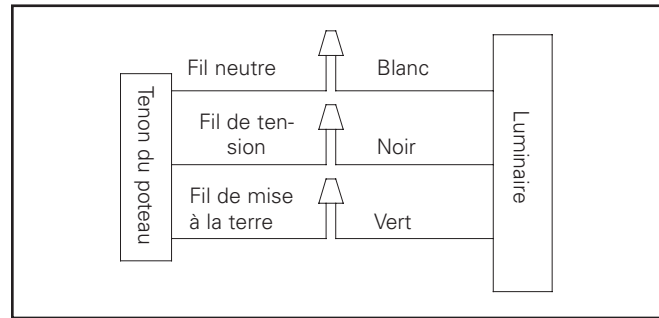 Fil neutre
Blanc
Fil de ten-
sion
Noir
Fil de mise
à la terre
Vert
Tenon du poteau
Luminaire